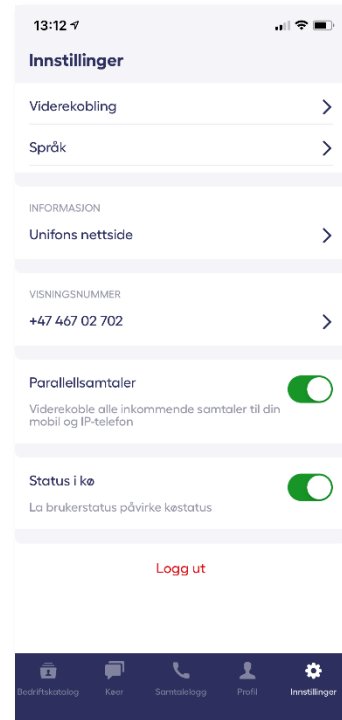 13:12
Innstillinger
Viderekobling
Språk
INFORMASJON
Unifons nettside
VISNINGSNUMMER
+47 467 02 702
Parallellsamtaler
Viderekoble alle inkommende samtaler til din
mobil og IP-telefon
Status i kø
La brukerstatus påvirke køstatus
Logg ut
Bedriftskatalog Køer Samtalelogg Profil Innstillinger